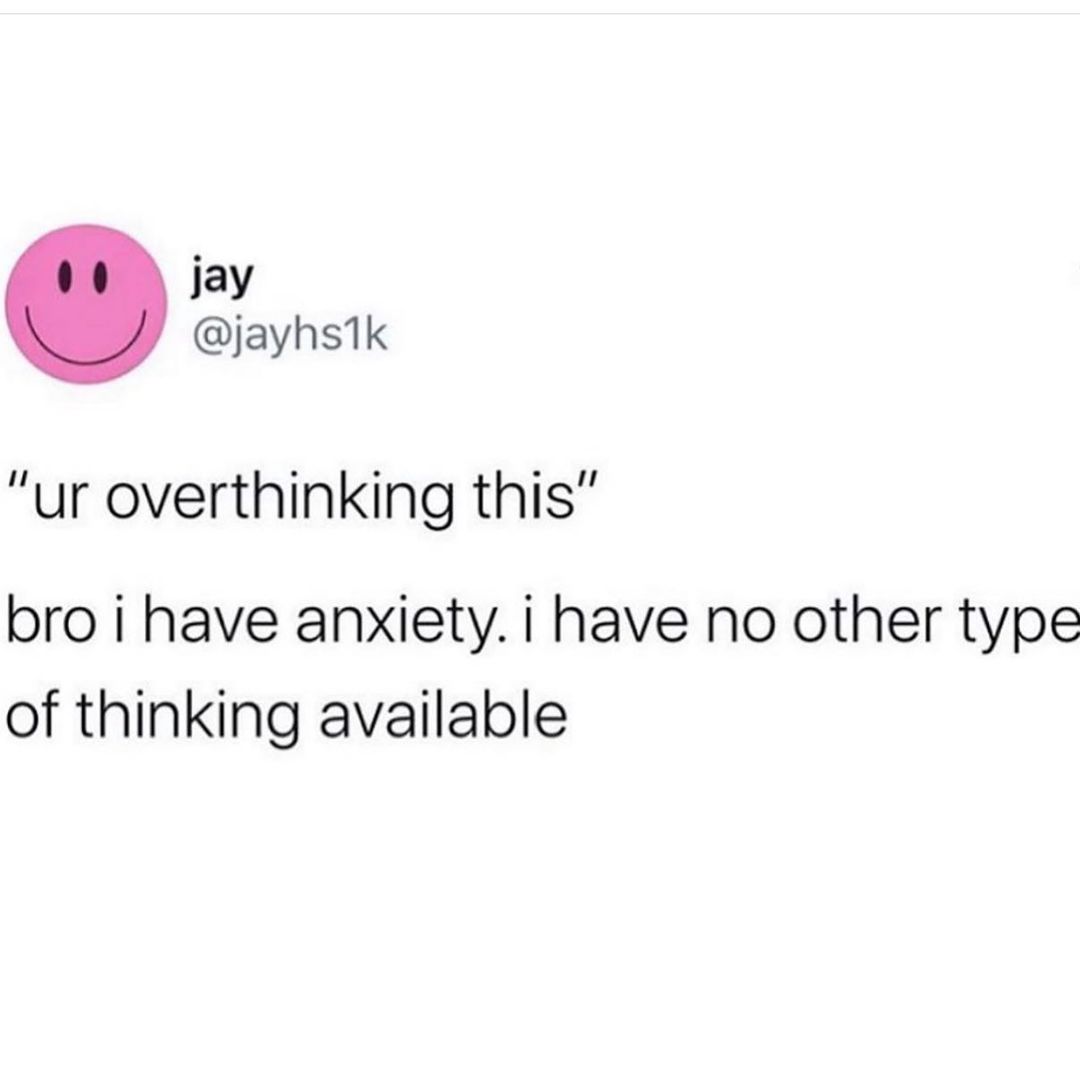 jay
@jayhs1k
"ur overthinking this"
bro i have anxiety. i have no other type
of thinking available